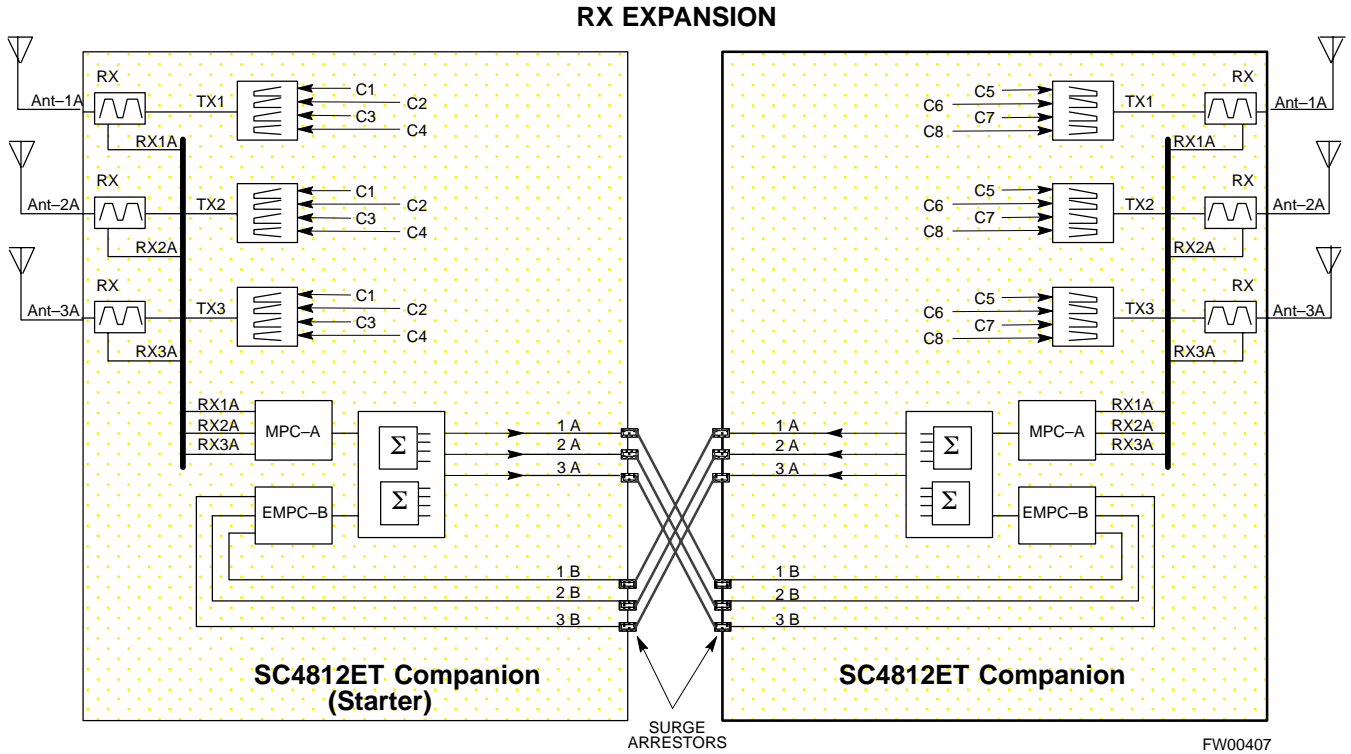 RX EXPANSION
RX
Ant–1A
TX1
C1
C2
C3
C4
RX1A
RX
Ant–2A
TX2
C1
C2
C3
C4
RX2A
RX
Ant–3A
TX3
C1
C2
C3
C4
RX3A
RX1A
RX2A
RX3A
MPC–A
Σ
Σ
EMPC–B
1 A
2 A
3 A
1 B
2 B
3 B
SC4812ET Companion
(Starter)
RX
Ant–1A
TX1
C5
C6
C7
C8
RX1A
RX
Ant–2A
TX2
C5
C6
C7
C8
RX2A
RX
Ant–3A
TX3
C5
C6
C7
C8
RX3A
1 A
2 A
3 A
Σ
Σ
MPC–A
RX1A
RX2A
RX3A
EMPC–B
1 B
2 B
3 B
SC4812ET Companion
SURGE
ARRESTORS
FW00407